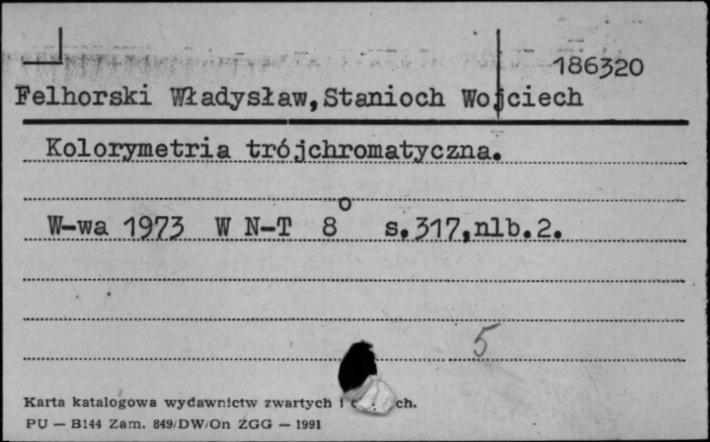 186320
Felhorski Władysław,Stanioch Wojciech
Kolorymetria trójchromatyczna.
W-wa 1973 W N-T 8o s.317,nlb.2.
5
Karta katalogowa wydawnictw zwartych i
PU — B144 Zam. 849/DW/On ZGG — 1991